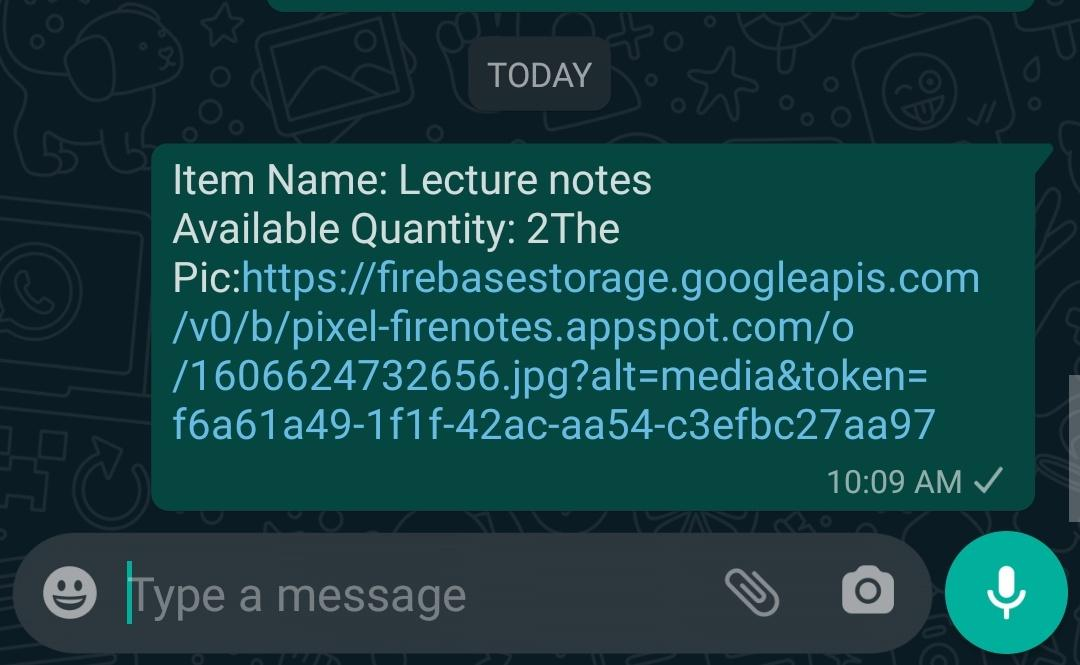 TODAY
Item Name: Lecture notes
Available Quantity: 2The
Pic:https://firebasestorage.googleapis.com
/v0/b/pixel-firenotes.appspot.com/o
/1606624732656.jpg?alt=media&token=
f6a61a49-1f1f-42ac-aa54-c3efbc27aa97
10:09 AM
Type a message